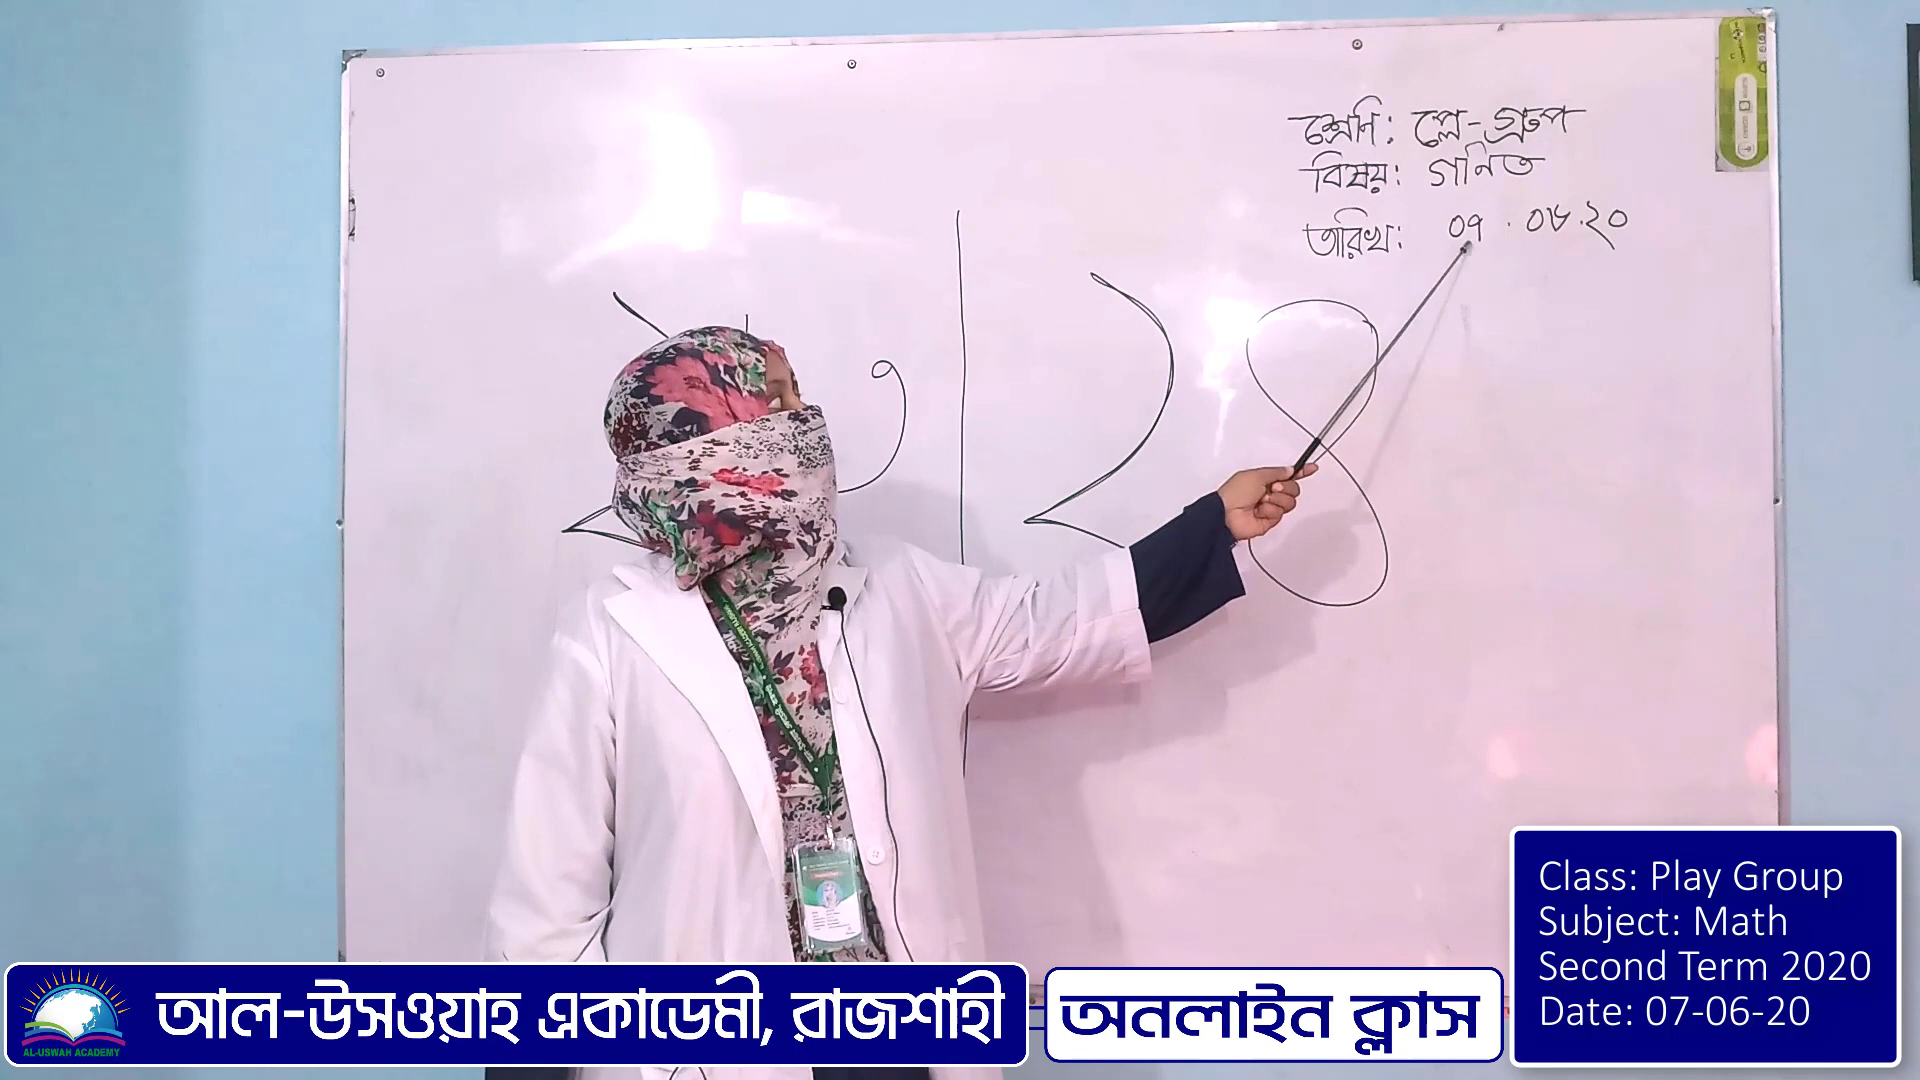 শ্রেনি: প্লে-গ্রুপ
বিষয়: গনিত
তারিখ: ০৭.০৬.২০
২৪
Class: Play Group
Subject: Math
Second Term 2020
Date: 07-06-20
AL-USWAH ACADEMY
আল-উসওয়াহ একাডেমী, রাজশাহী
অনলাইন ক্লাস